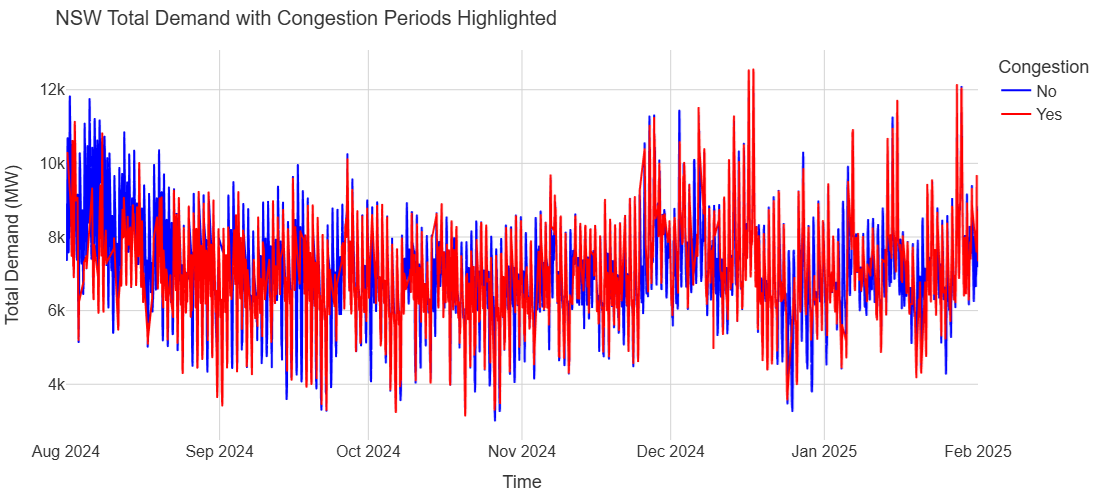 NSW Total Demand with Congestion Periods Highlighted
Congestion
No
Yes
Total Demand (MW)
12k
10k
8k
6k
4k
Aug 2024
Sep 2024
Oct 2024
Nov 2024
Dec 2024
Jan 2025
Feb 2025
Time